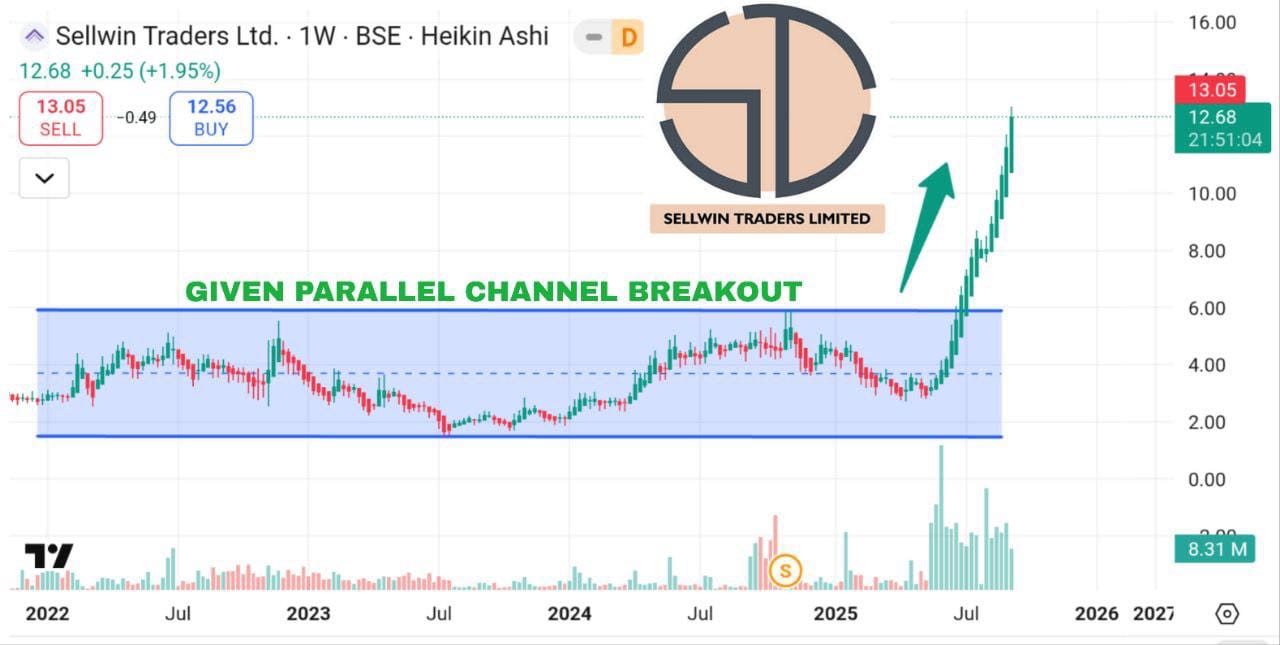 Sellwin Traders Ltd. · 1W · BSE · Heikin Ashi
D
12.68 +0.25 (+1.95%)
13.05
SELL
−0.49
12.56
BUY
SELLWIN TRADERS LIMITED
GIVEN PARALLEL CHANNEL BREAKOUT
16.00
13.05
12.68
21:51:04
10.00
8.00
6.00
4.00
2.00
0.00
8.31 M
S
2022 Jul 2023 Jul 2024 Jul 2025 Jul 2026 2027